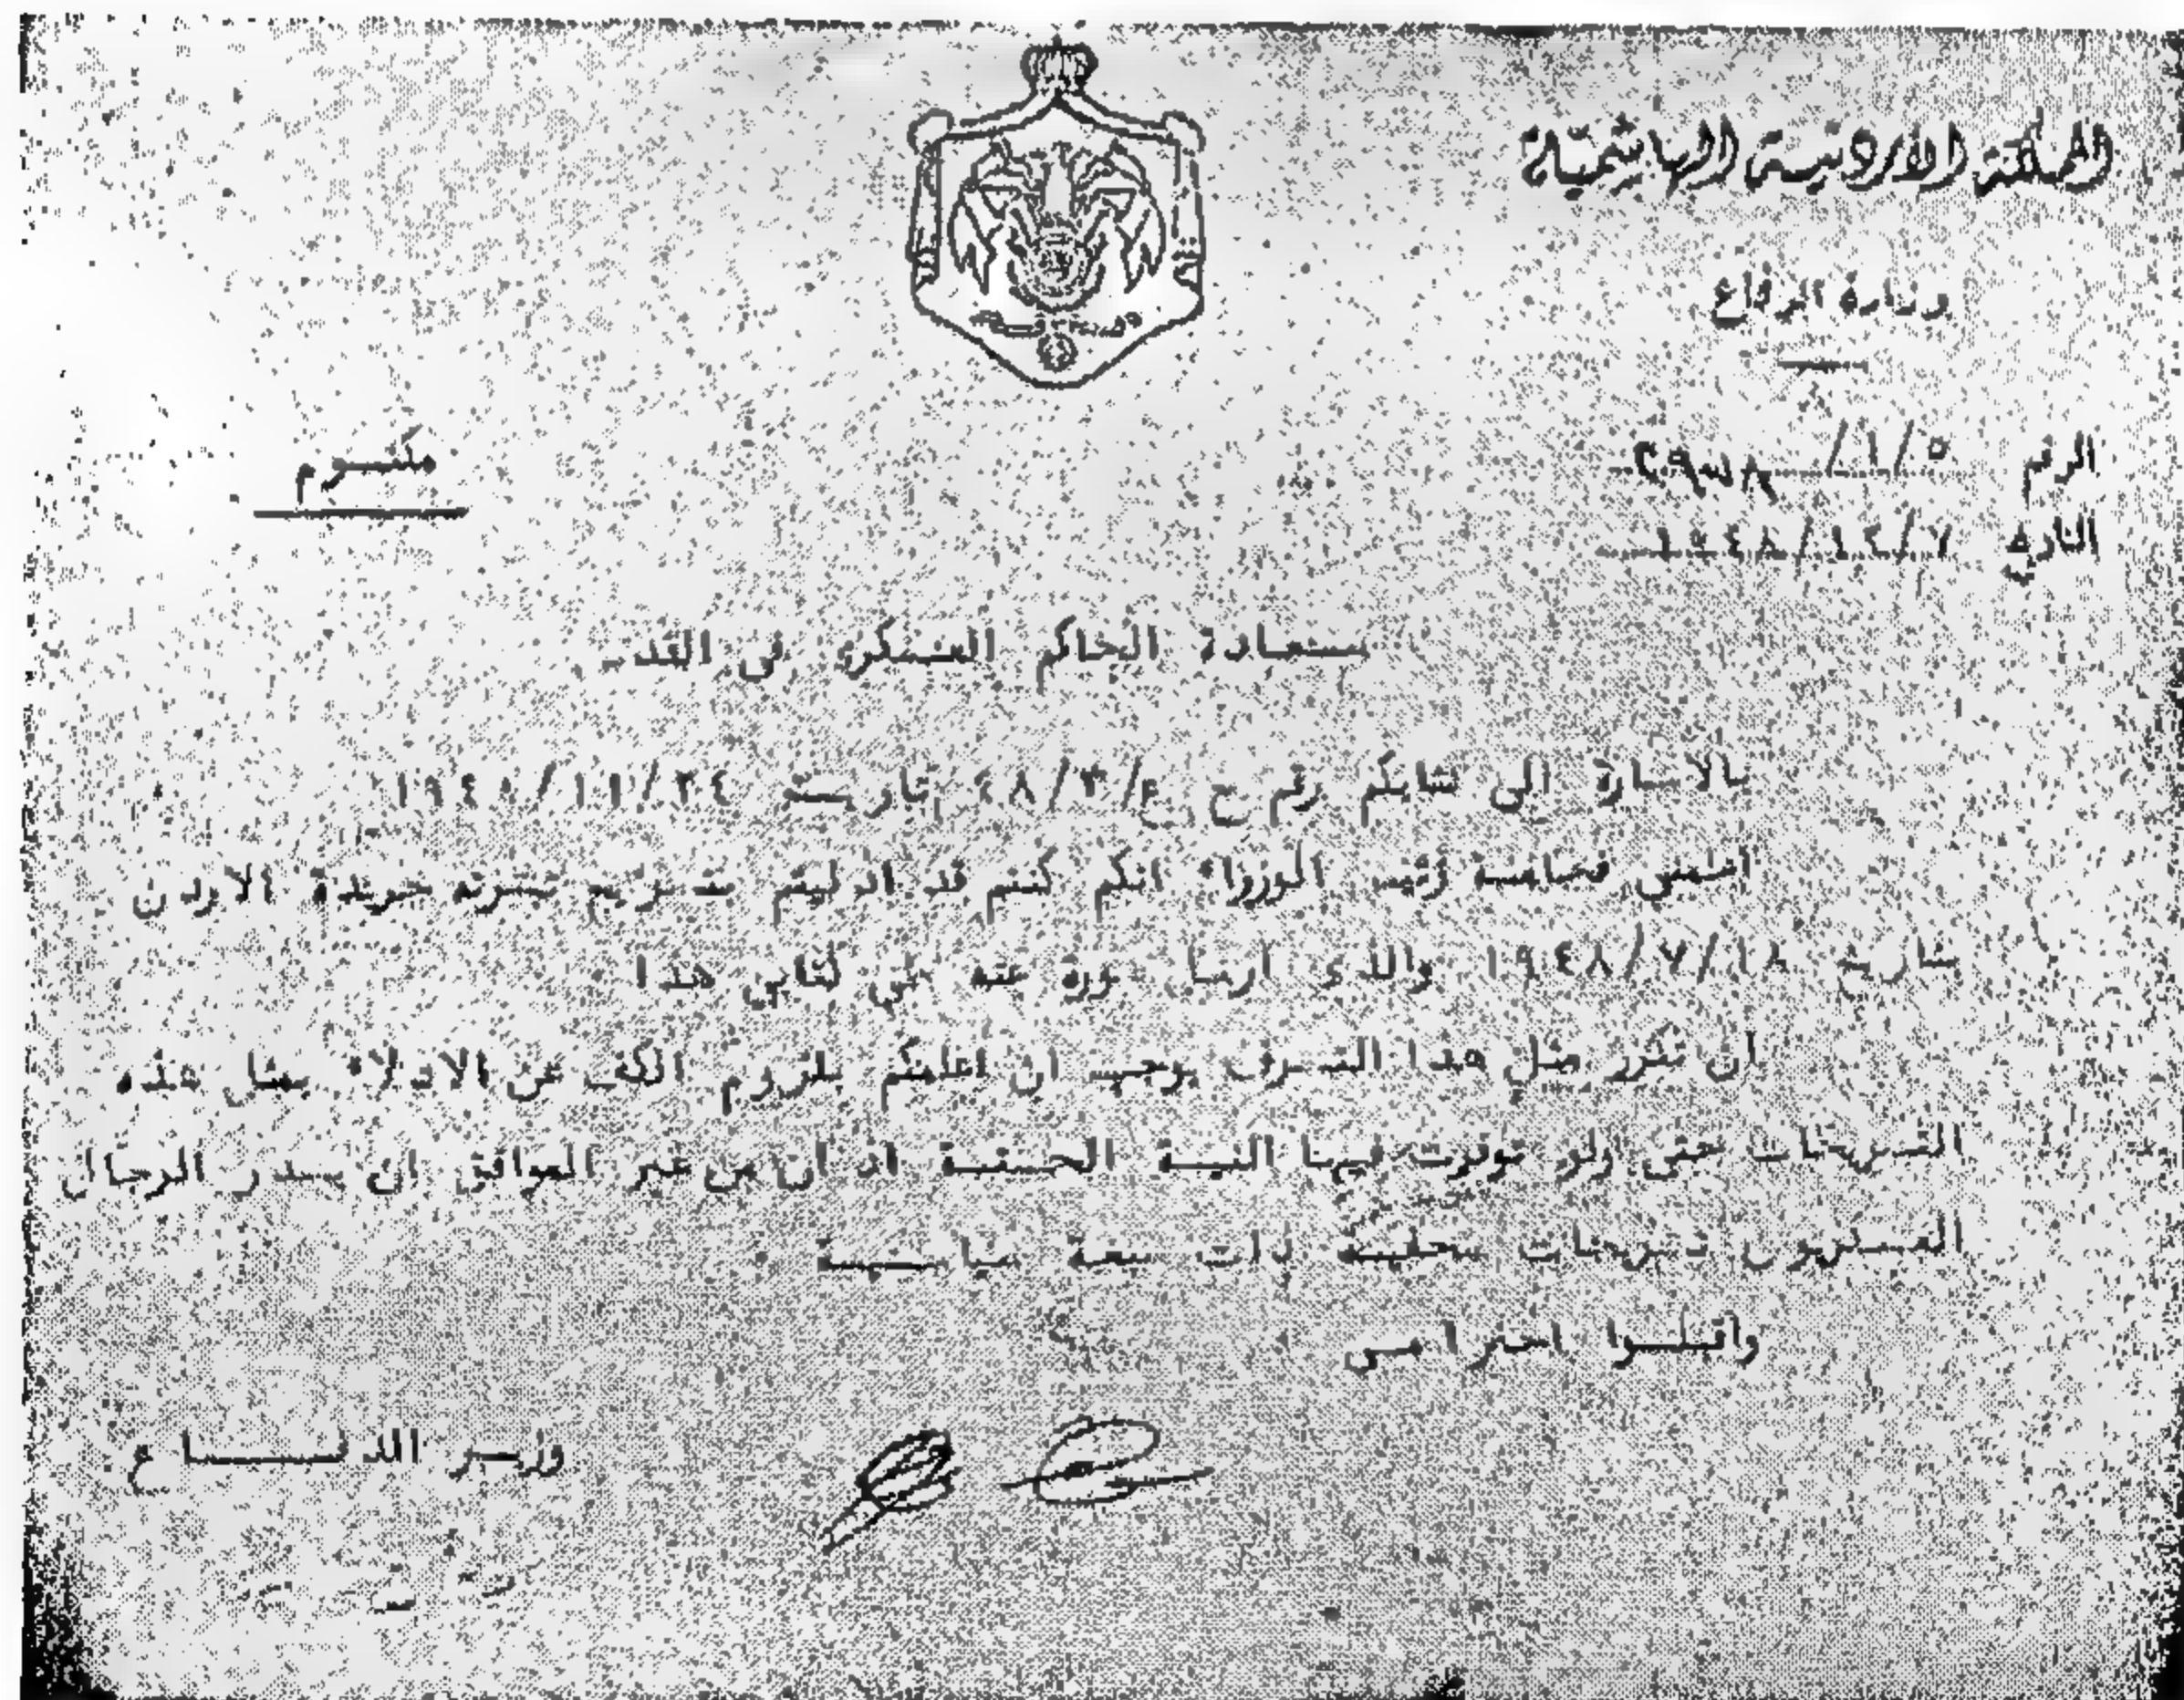 المملكة الأردنية الهاشمية
وزارة الدفاع
الرقم ٥/١/
التاريخ ١٩٤٨/١٢/٧
مكتوم
سعادة الحاكم العسكري في القدس
بالاشارة الى كتابكم رقم ح ع/٣/٤٨ بتاريخ ١٩٤٨/١١/٢٤
فخامة رئيس الوزراء انكم كنتم قد ادليتم بتصريح نشرته جريدة الاردن
بتاريخ ١٩٤٨/٧/١٨ والذي ارسل صورة عنه طي كتابي هذا
ان تكرر مثل هذا التصرف يوجب ان اعلمكم بلزوم الكف عن الادلاء بمثل هذه
التصريحات حتى ولو توفرت فيها النية الحسنة اذ ان من غير الموافق ان يصدر الرجال
العسكريون تصريحات صحفية ذات صبغة سياسية
واقبلوا احترامي
وزير الدفاع